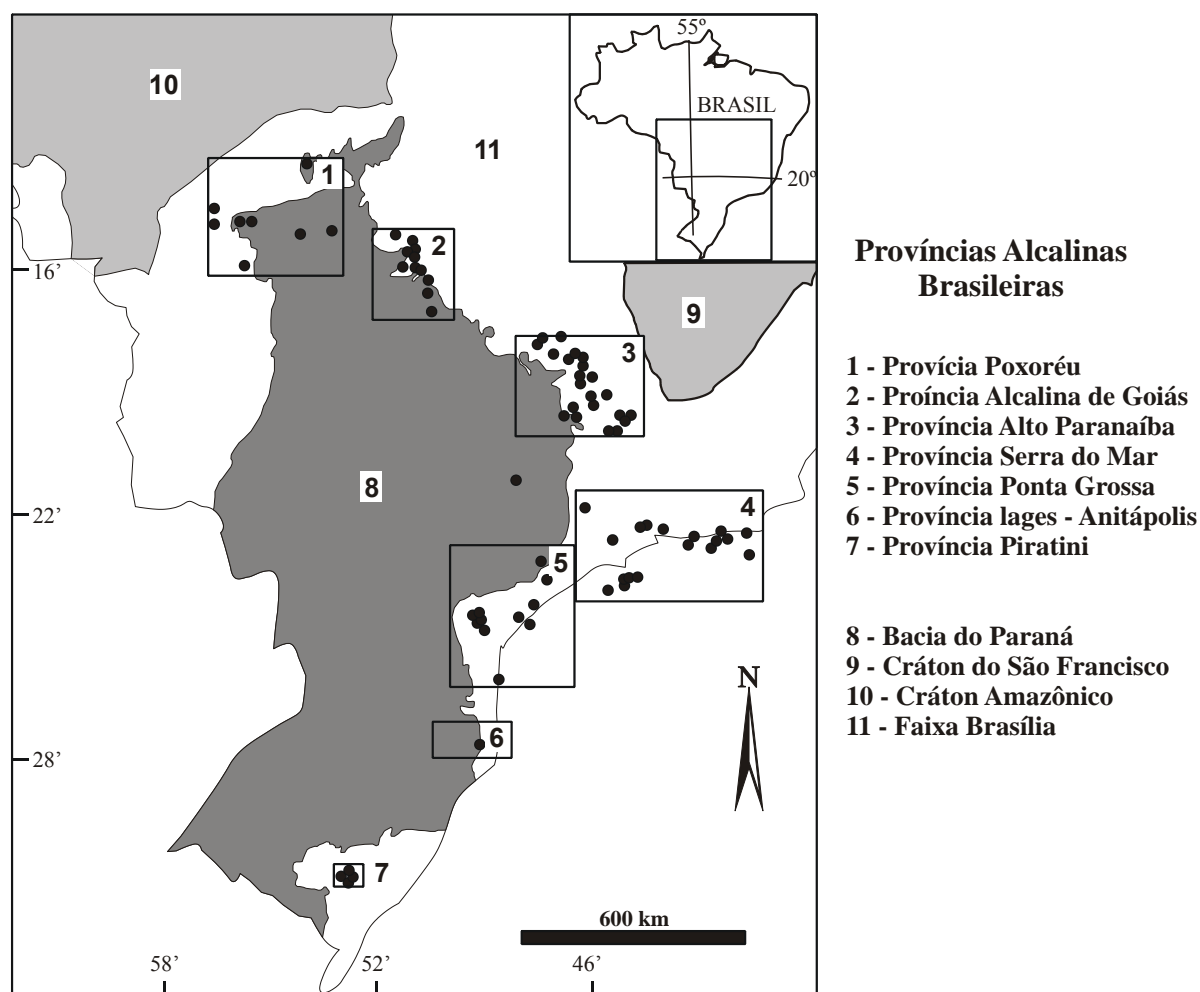 10
11
1
2
3
4
5
6
7
8
9
55º
BRASIL
20º
16’
22’
28’
58’
52’
46’
N
600 km
Províncias Alcalinas
Brasileiras
1 - Provícia Poxoréu
2 - Proíncia Alcalina de Goiás
3 - Província Alto Paranaíba
4 - Província Serra do Mar
5 - Província Ponta Grossa
6 - Província lages - Anitápolis
7 - Província Piratini
8 - Bacia do Paraná
9 - Cráton do São Francisco
10 - Cráton Amazônico
11 - Faixa Brasília